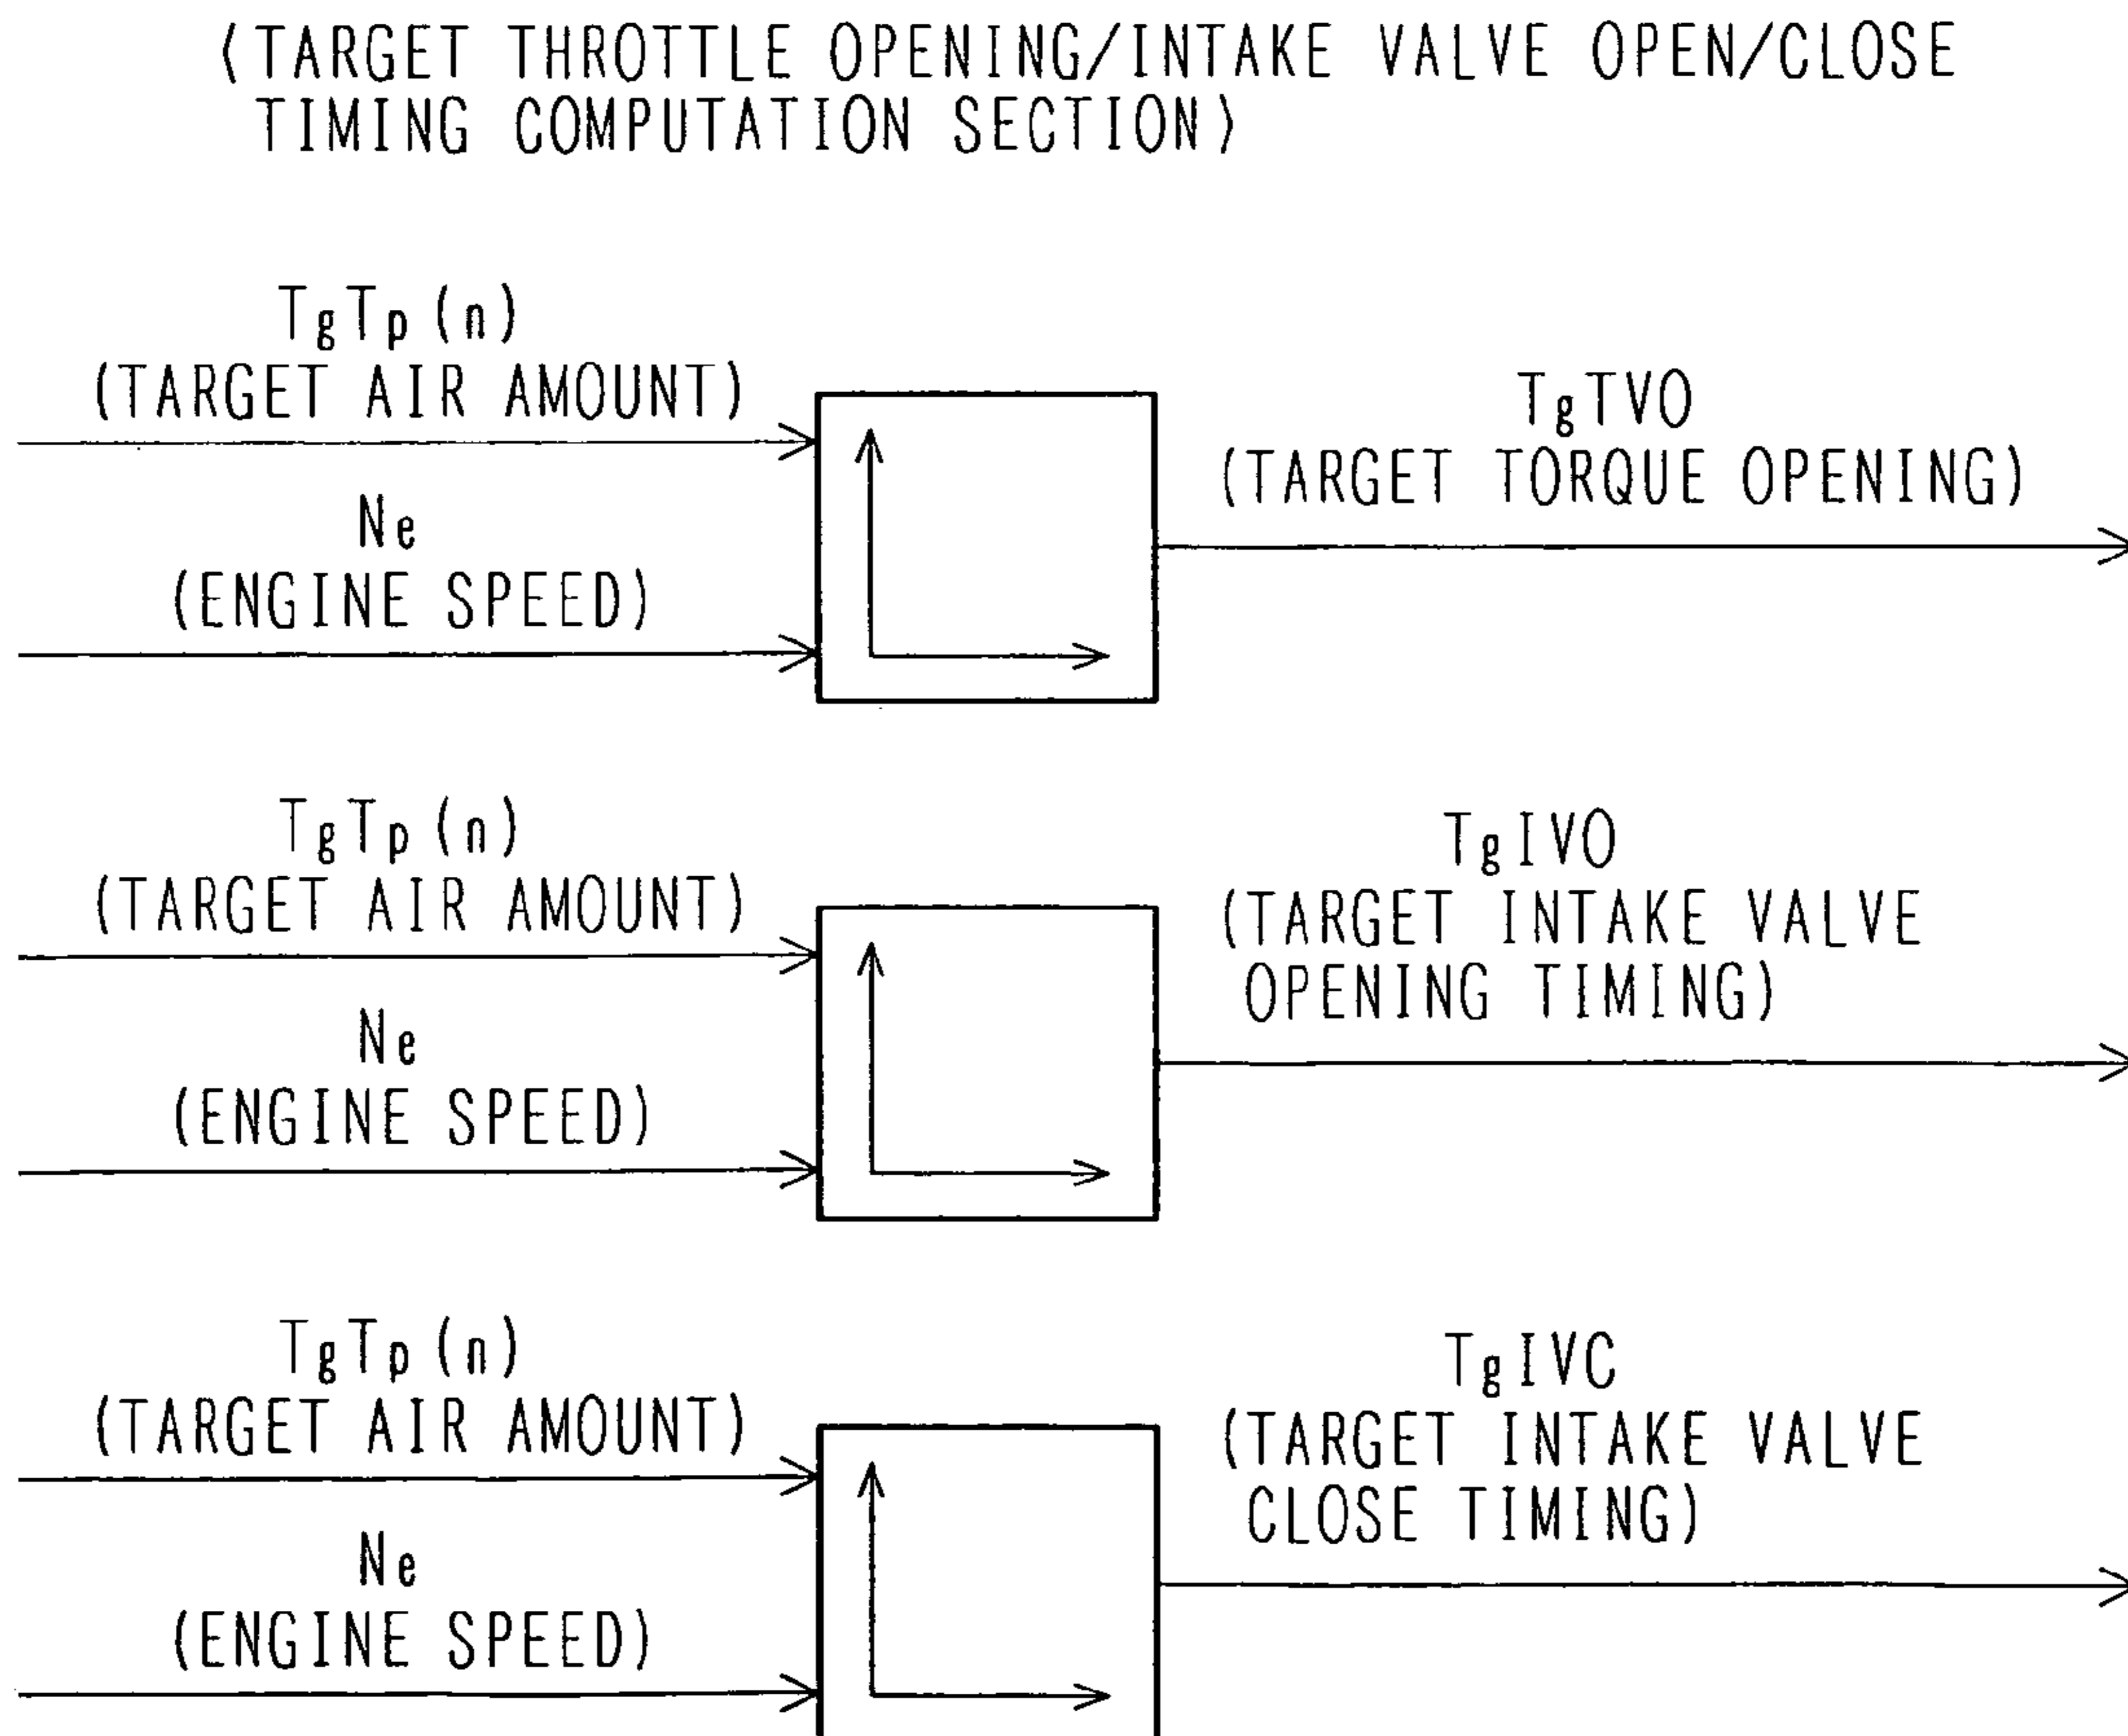 ⟨TARGET THROTTLE OPENING/INTAKE VALVE OPEN/CLOSE
TIMING COMPUTATION SECTION⟩
TgTp(n)
(TARGET AIR AMOUNT)
Ne
(ENGINE SPEED)
TgTVO
(TARGET TORQUE OPENING)
TgTp(n)
(TARGET AIR AMOUNT)
Ne
(ENGINE SPEED)
TgIVO
(TARGET INTAKE VALVE
OPENING TIMING)
TgTp(n)
(TARGET AIR AMOUNT)
Ne
(ENGINE SPEED)
TgIVC
(TARGET INTAKE VALVE
CLOSE TIMING)